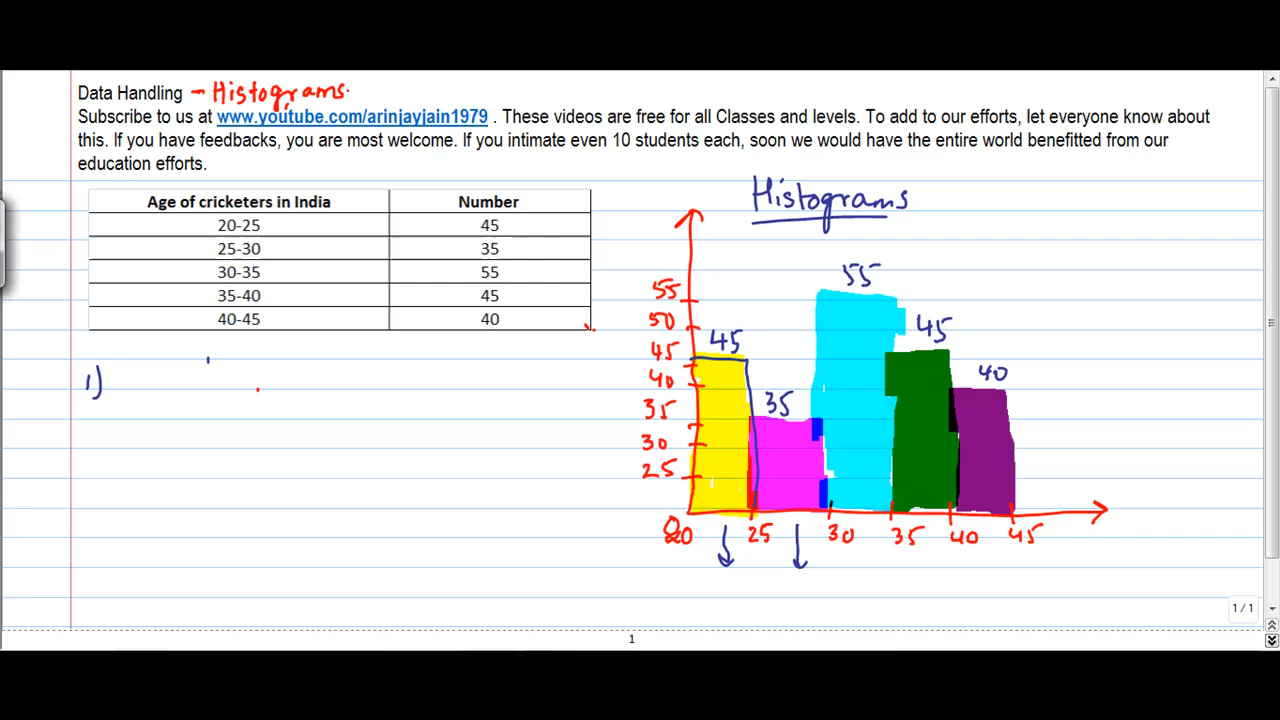 Data Handling - Histograms.
Subscribe to us at www.youtube.com/arinjayjain1979 . These videos are free for all Classes and levels. To add to our efforts, let everyone know about
this. If you have feedbacks, you are most welcome. If you intimate even 10 students each, soon we would have the entire world benefitted from our
education efforts.
Age of cricketers in India Number
20-25 45
25-30 35
30-35 55
35-40 45
40-45 40
1)
Histograms
55
45
45
40
35
55
50
45
40
35
30
25
20 25 30 35 40 45
1 / 1
1